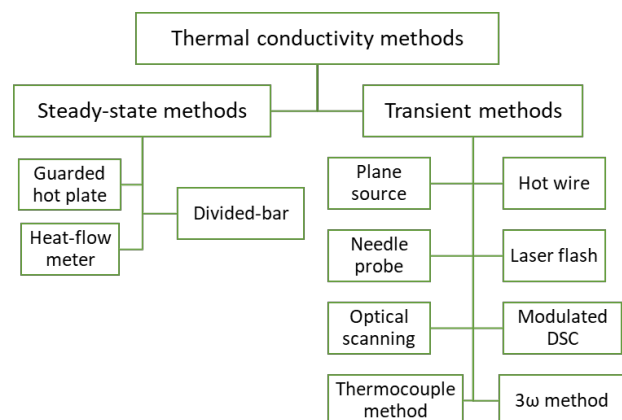 Thermal conductivity methods
Steady-state methods
Transient methods
Guarded
hot plate
Divided-bar
Heat-flow
meter
Plane
source
Hot wire
Needle
probe
Laser flash
Optical
scanning
Modulated
DSC
Thermocouple
method
3ω method